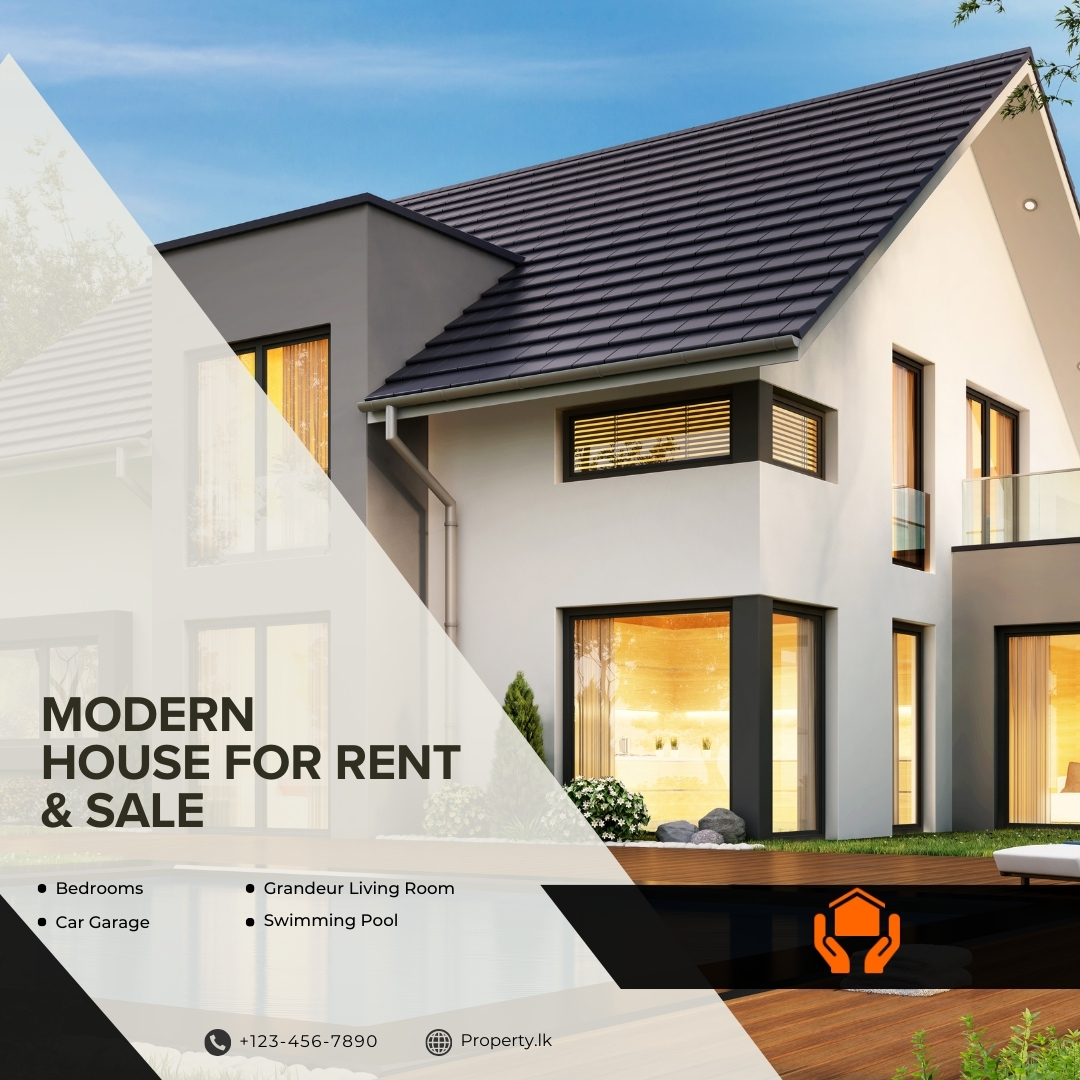 MODERN
HOUSE FOR RENT
& SALE
Bedrooms
Grandeur Living Room
Car Garage
Swimming Pool
+123-456-7890
Property.lk